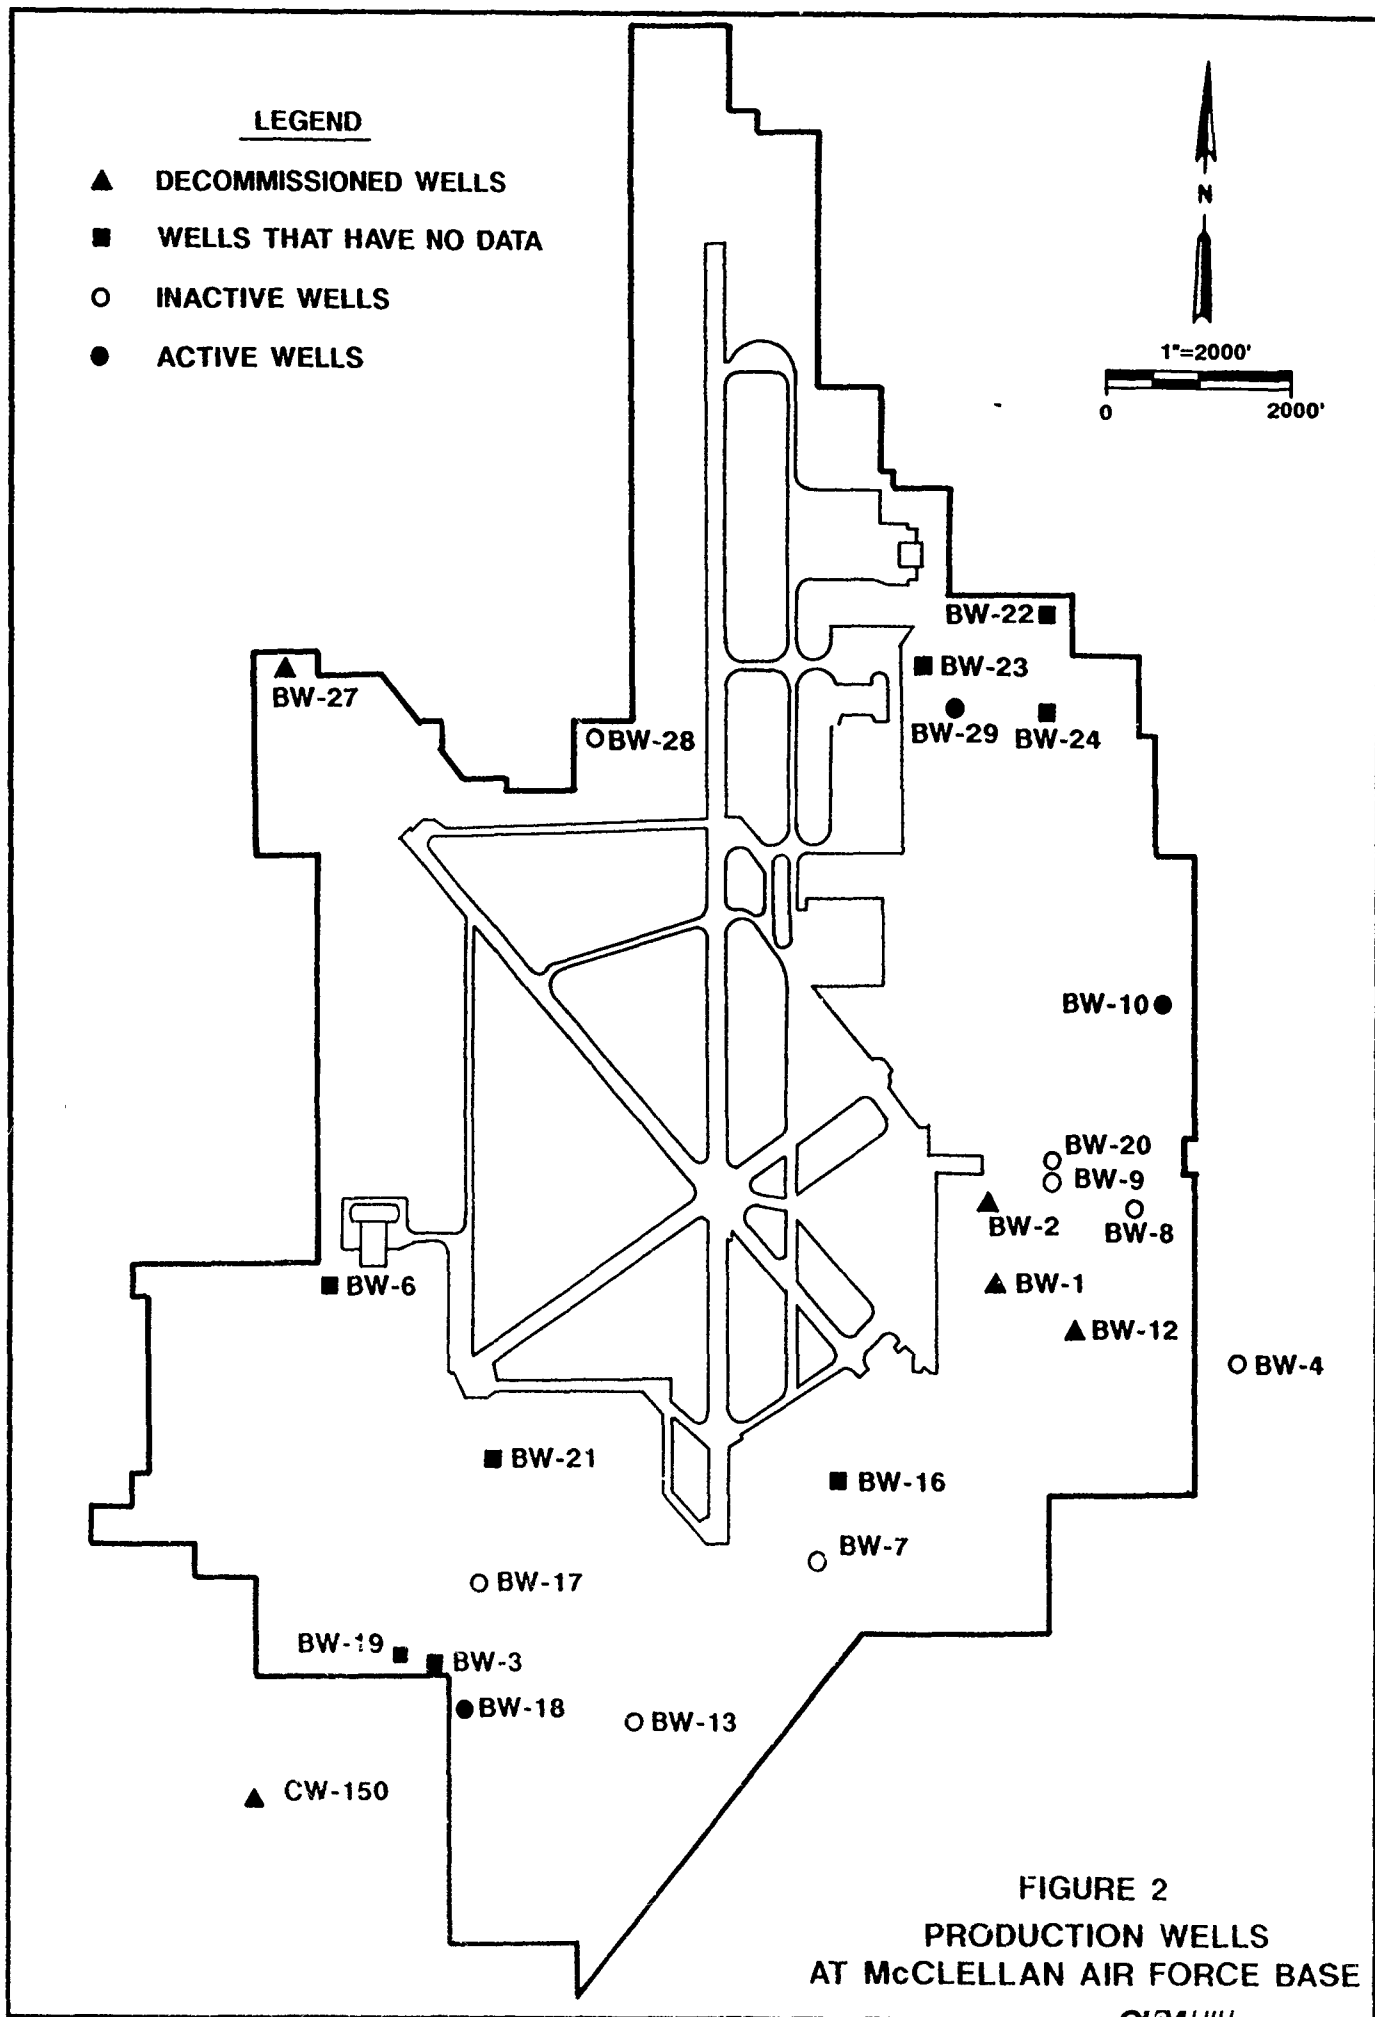 LEGEND
DECOMMISSIONED WELLS
WELLS THAT HAVE NO DATA
INACTIVE WELLS
ACTIVE WELLS
N
1"=2000'
0 2000'
BW-22
BW-23
BW-27
BW-29 BW-24
BW-28
BW-10
BW-20
BW-9
BW-2 BW-8
BW-6 BW-1
BW-12
BW-4
BW-21
BW-16
BW-7
BW-17
BW-19
BW-3
BW-18
BW-13
CW-150
FIGURE 2
PRODUCTION WELLS
AT McCLELLAN AIR FORCE BASE